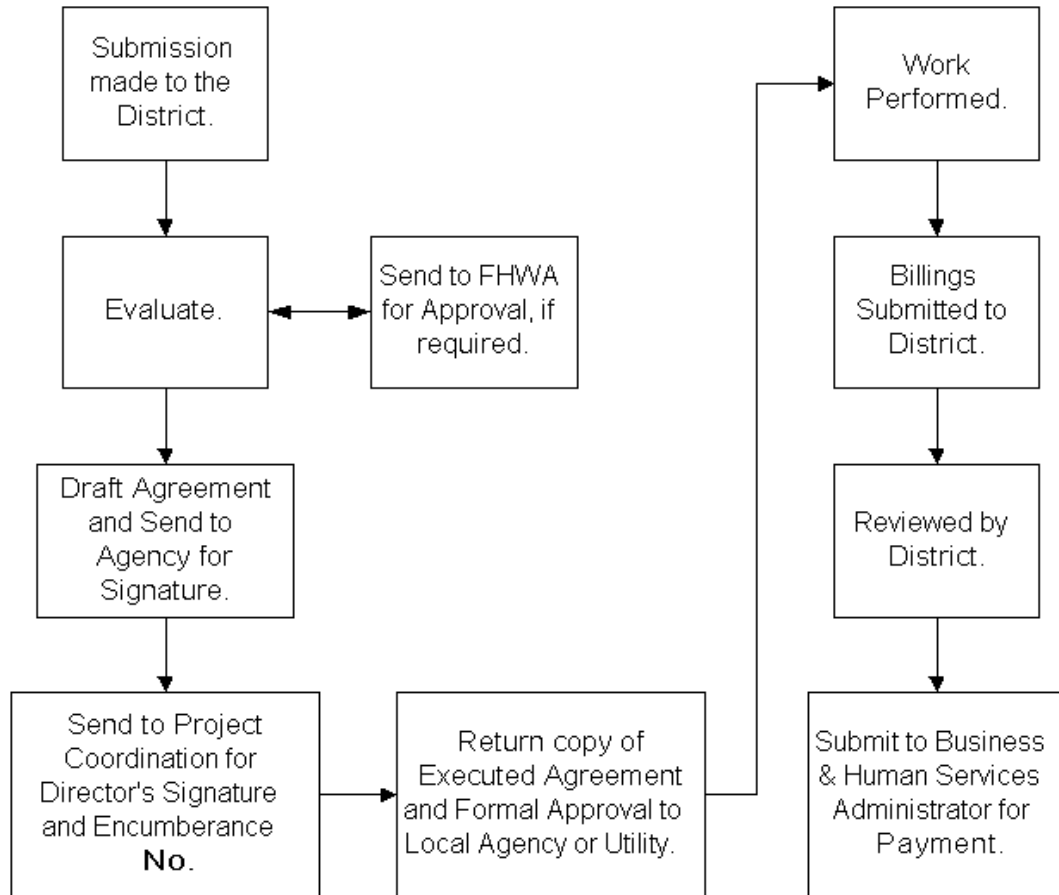 Submission
made to the
District.
Evaluate.
Send to FHWA
for Approval, if
required.
Draft Agreement
and Send to
Agency for
Signature.
Send to Project
Coordination for
Director's Signature
and Encumberance
No.
Return copy of
Executed Agreement
and Formal Approval to
Local Agency or Utility.
Work
Performed.
Billings
Submitted to
District.
Reviewed by
District.
Submit to Business
& Human Services
Administrator for
Payment.